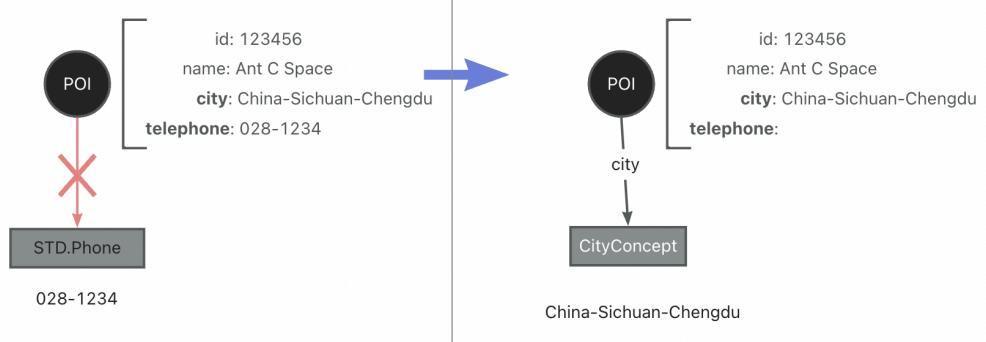 POI
id: 123456
name: Ant C Space
city: China-Sichuan-Chengdu
telephone: 028-1234
STD.Phone
028-1234
POI
id: 123456
name: Ant C Space
city: China-Sichuan-Chengdu
telephone:
city
CityConcept
China-Sichuan-Chengdu